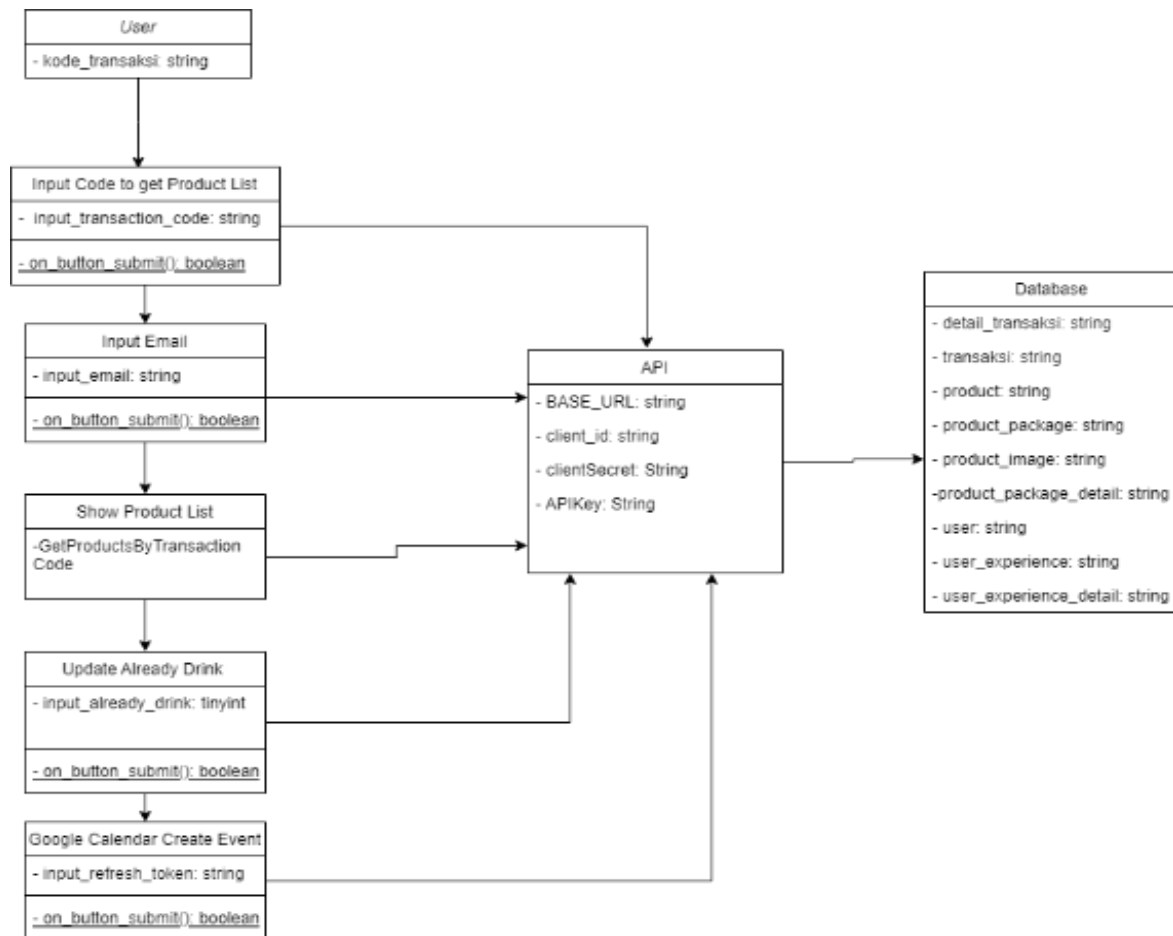 User
- kode_transaksi: string
Input Code to get Product List
- input_transaction_code: string
- on_button_submit(): boolean
Input Email
- input_email: string
- on_button_submit(): boolean
Show Product List
-GetProductsByTransaction
Code
Update Already Drink
- input_already_drink: tinyint
- on_button_submit(): boolean
Google Calendar Create Event
- input_refresh_token: string
- on_button_submit(): boolean
API
- BASE_URL: string
- client_id: string
- clientSecret: String
- APIKey: String
Database
- detail_transaksi: string
- transaksi: string
- product: string
- product_package: string
- product_image: string
-product_package_detail: string
- user: string
- user_experience: string
- user_experience_detail: string